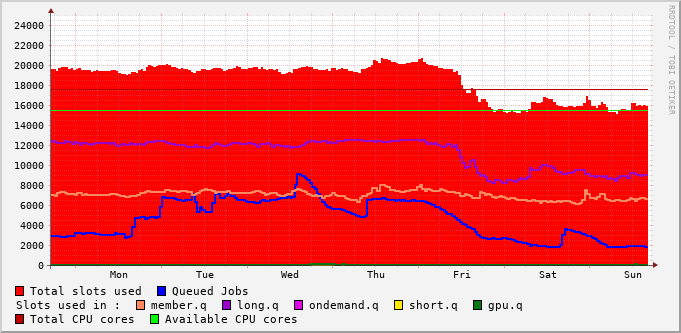 RRDTOOL / TOBI OETIKER
24000
22000
20000
18000
16000
14000
12000
10000
8000
6000
4000
2000
0
Mon Tue Wed Thu Fri Sat Sun
Total slots used Queued Jobs
Slots used in : member.q long.q ondemand.q short.q gpu.q
Total CPU cores Available CPU cores